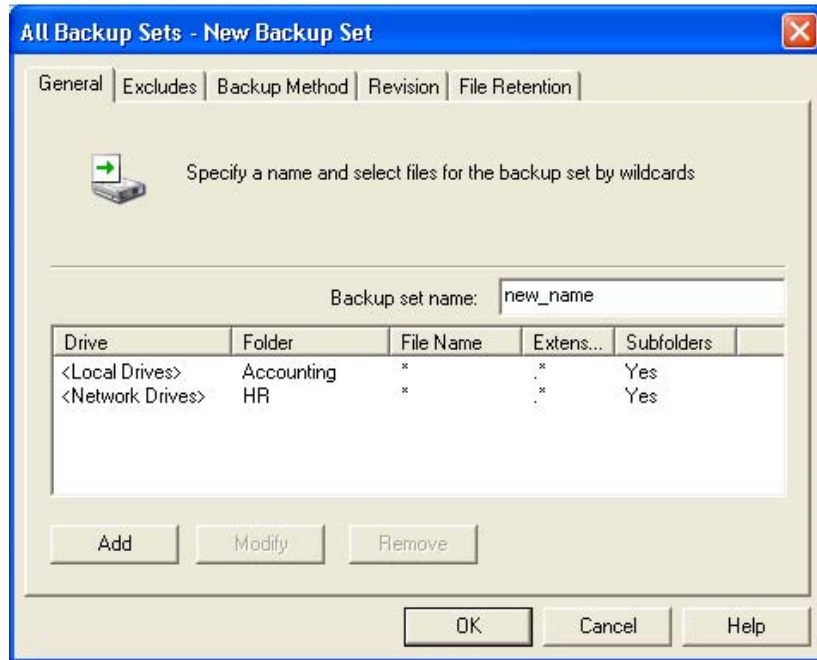 All Backup Sets - New Backup Set
General Excludes Backup Method Revision File Retention
Specify a name and select files for the backup set by wildcards
Backup set name: new_name
Drive Folder File Name Extens... Subfolders
<Local Drives> Accounting * .* Yes
<Network Drives> HR * .* Yes
Add Modify Remove
OK Cancel Help